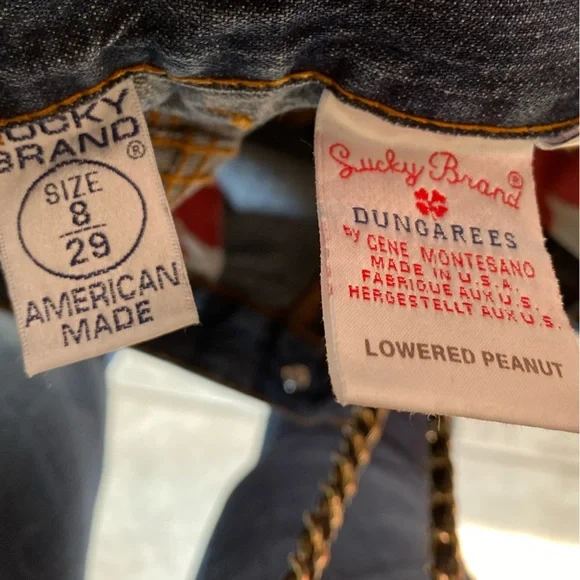 LUCKY
BRAND®
SIZE
8
29
AMERICAN
MADE
Lucky Brand®
DUNGAREES
by GENE MONTESANO
MADE IN U.S.A.
FABRIQUE AUX U.S.
HERGESTELLT AUX U.S.
LOWERED PEANUT